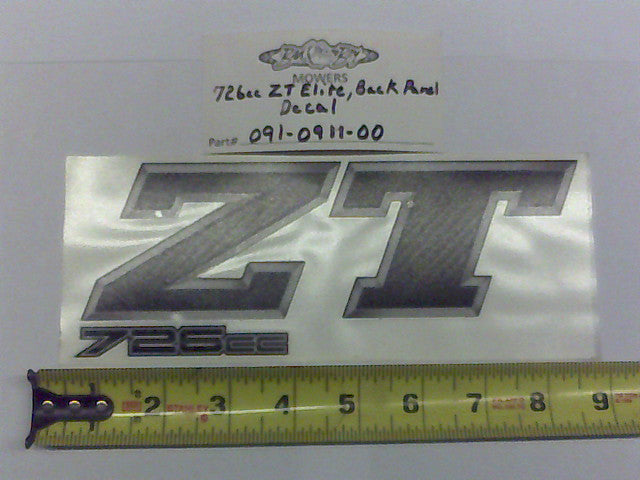 MOWERS
726cc ZT Elite, Back Panel
Decal
Part# 091-0911-00
ZT
726cc
2 3 4 5 6 7 8 9